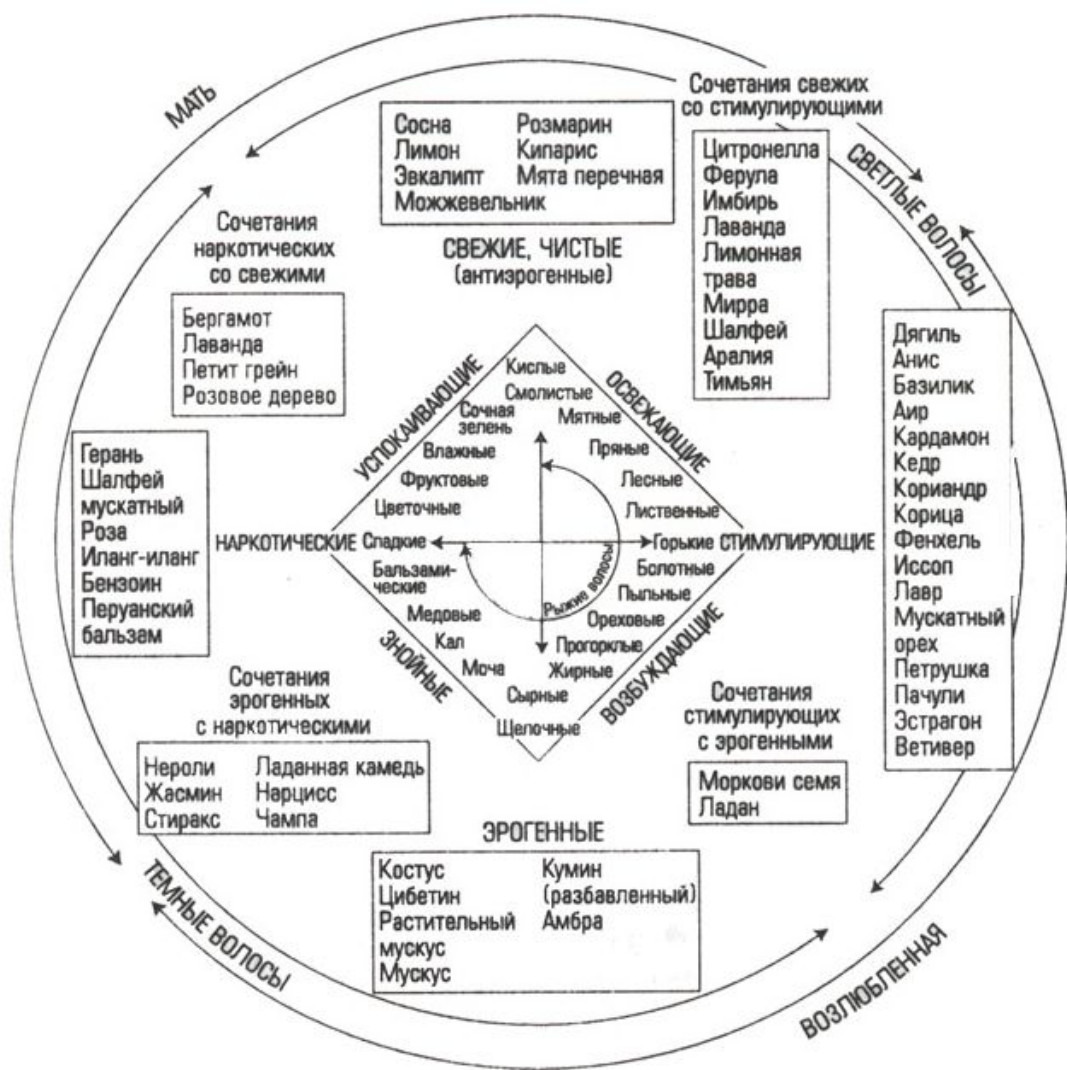 МАТЬ
Сочетания свежих
со стимулирующими
Сосна Розмарин
Лимон Кипарис
Эвкалипт Мята перечная
Можжевельник
СВЕЖИЕ, ЧИСТЫЕ
(антиэрогенные)
Цитронелла
Ферула
Имбирь
Лаванда
Лимонная
трава
Мирра
Шалфей
Аралия
Тимьян
СВЕТЛЫЕ ВОЛОСЫ
Сочетания
наркотических
со свежими
Бергамот
Лаванда
Петит грейн
Розовое дерево
Дягиль
Анис
Базилик
Аир
Кардамон
Кедр
Кориандр
Корица
Фенхель
Иссоп
Лавр
Мускатный
орех
Петрушка
Пачули
Эстрагон
Ветивер
Герань
Шалфей
мускатный
Роза
Иланг-иланг
Бензоин
Перуанский
бальзам
УСПОКАИВАЮЩИЕ
ОСВЕЖАЮЩИЕ
Кислые
Смолистые
Сочная
зелень
Мятные
Влажные
Пряные
Фруктовые
Лесные
Цветочные
Лиственные
НАРКОТИЧЕСКИЕ
Сладкие
Горькие
СТИМУЛИРУЮЩИЕ
Бальзами-
ческие
Болотные
Рыжие волосы
Пыльные
Медовые
Ореховые
Кал
Прогорклые
Моча
Жирные
Сырные
Щелочные
ЗНОЙНЫЕ
ВОЗБУЖДАЮЩИЕ
Сочетания
эрогенных
с наркотическими
Нероли Ладанная камедь
Жасмин Нарцисс
Стиракс Чампа
Сочетания
стимулирующих
с эрогенными
Моркови семя
Ладан
ЭРОГЕННЫЕ
Костус Кумин
Цибетин (разбавленный)
Растительный Амбра
мускус
Мускус
ТЕМНЫЕ ВОЛОСЫ
ВОЗЛЮБЛЕННАЯ